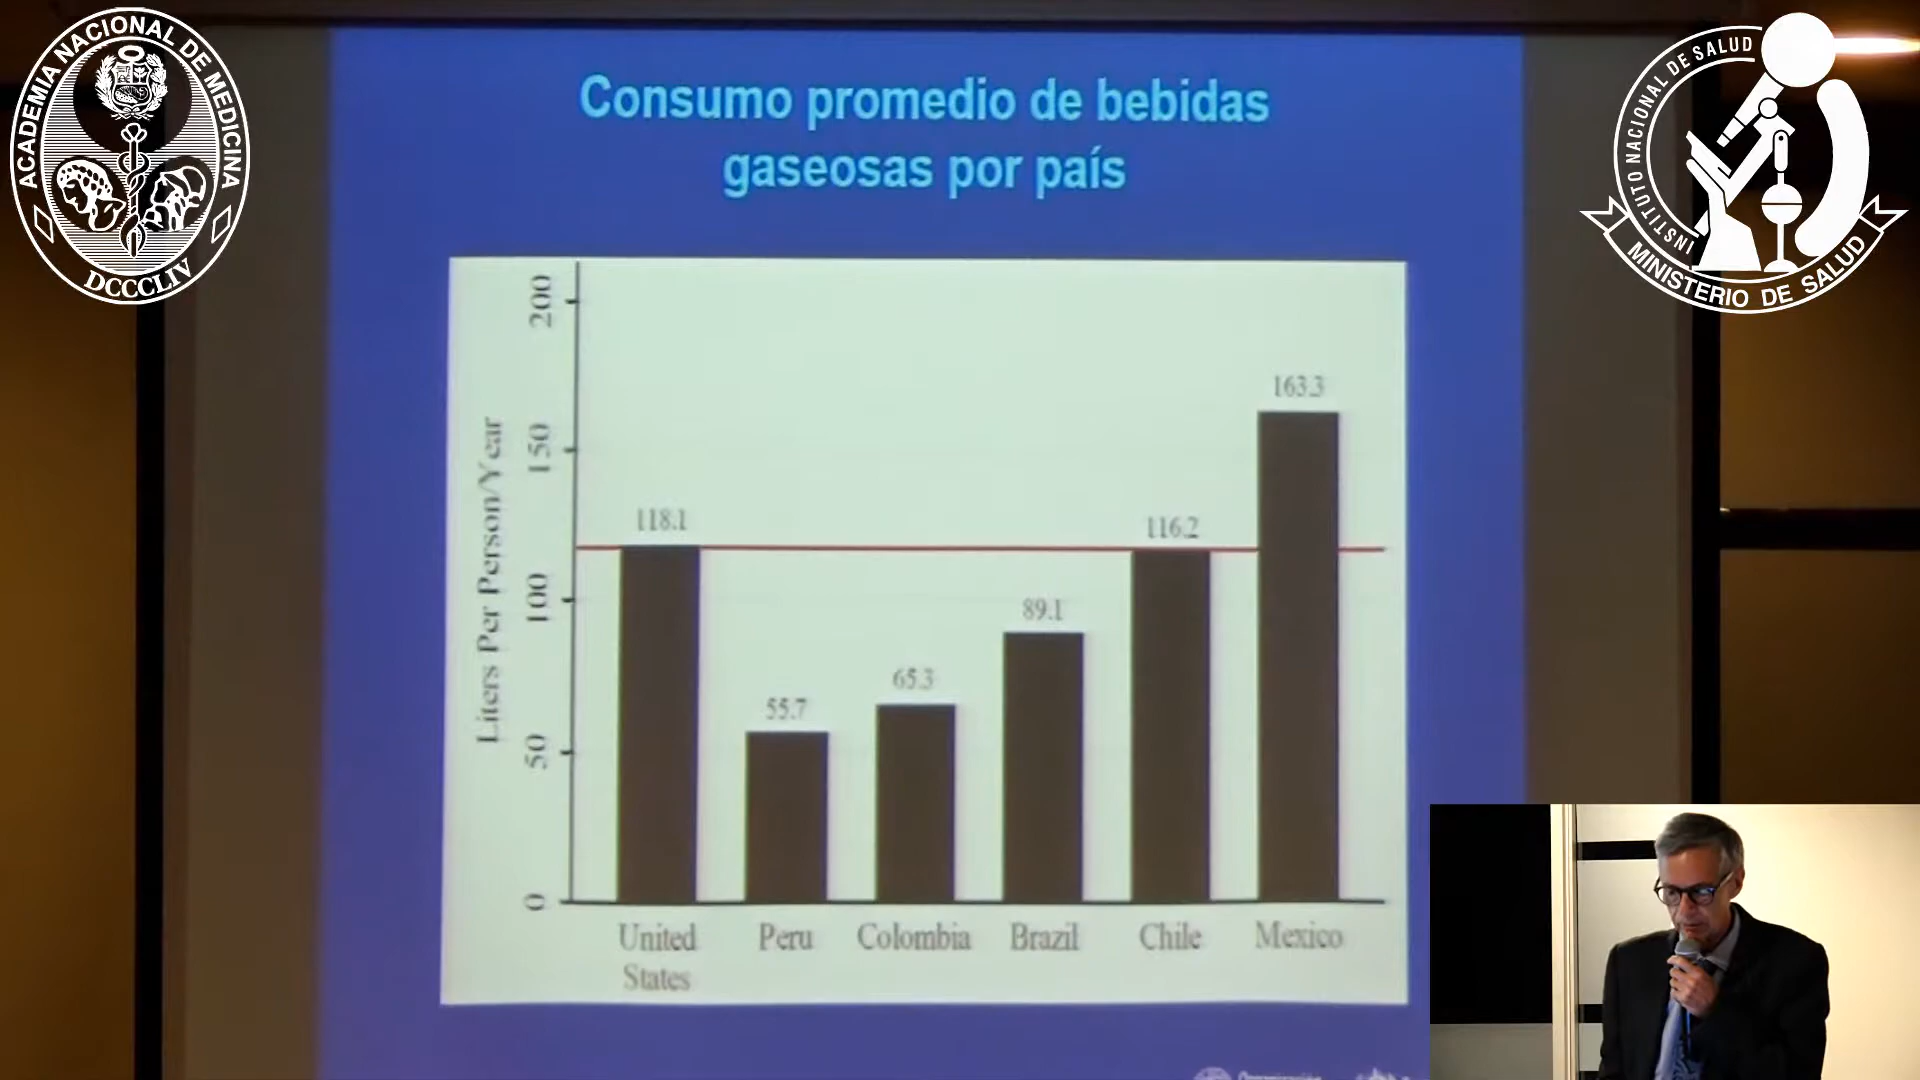 ACADEMIA NACIONAL DE MEDICINA
DCCCLIV
INSTITUTO NACIONAL DE SALUD
MINISTERIO DE SALUD
Consumo promedio de bebidas
gaseosas por país
Liters Per Person/Year
200
150
100
50
0
118.1
55.7
65.3
89.1
116.2
163.3
United
States
Peru
Colombia
Brazil
Chile
Mexico